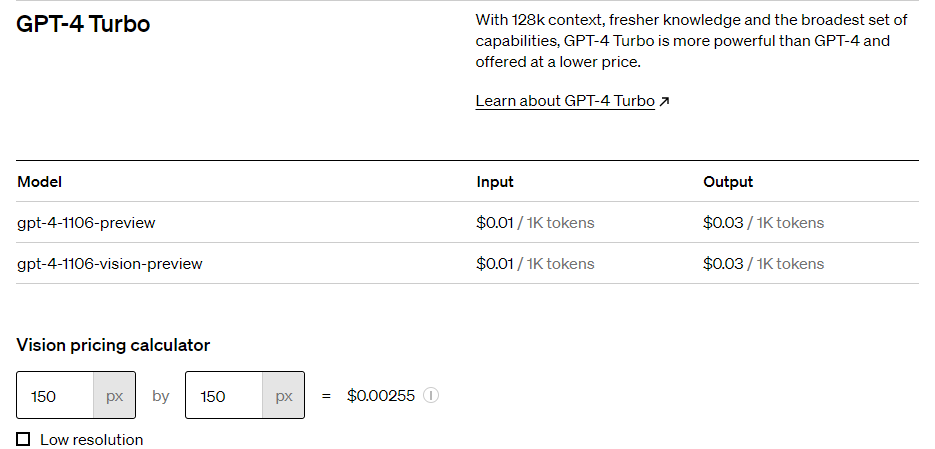 GPT-4 Turbo
With 128k context, fresher knowledge and the broadest set of
capabilities, GPT-4 Turbo is more powerful than GPT-4 and
offered at a lower price.
Learn about GPT-4 Turbo ↗
Model Input Output
gpt-4-1106-preview $0.01 / 1K tokens $0.03 / 1K tokens
gpt-4-1106-vision-preview $0.01 / 1K tokens $0.03 / 1K tokens
Vision pricing calculator
150 px by 150 px = $0.00255
Low resolution